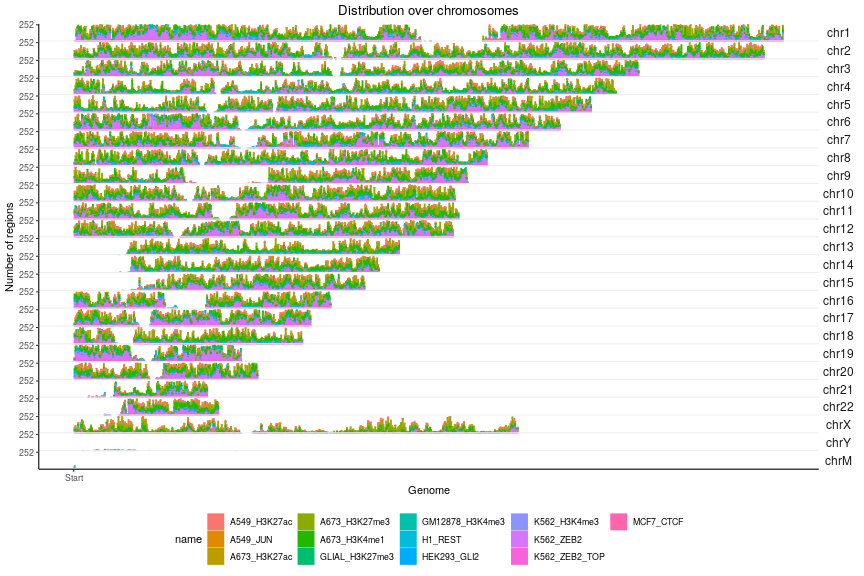 Distribution over chromosomes
Number of regions
252 chr1
252 chr2
252 chr3
252 chr4
252 chr5
252 chr6
252 chr7
252 chr8
252 chr9
252 chr10
252 chr11
252 chr12
252 chr13
252 chr14
252 chr15
252 chr16
252 chr17
252 chr18
252 chr19
252 chr20
252 chr21
252 chr22
252 chrX
252 chrY
252 chrM
Start
Genome
name
A549_H3K27ac A673_H3K27me3 GM12878_H3K4me3 K562_H3K4me3 MCF7_CTCF
A549_JUN A673_H3K4me1 H1_REST K562_ZEB2
A673_H3K27ac GLIAL_H3K27me3 HEK293_GLI2 K562_ZEB2_TOP